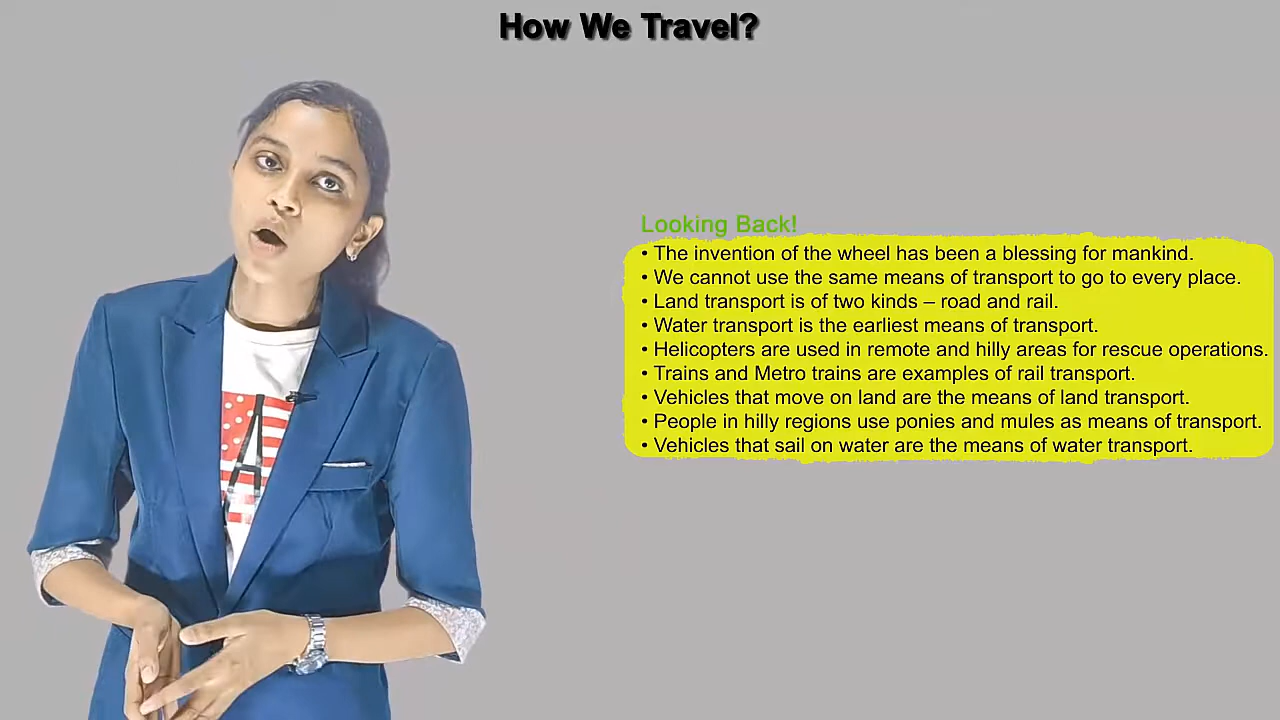 How We Travel?
Looking Back!
• The invention of the wheel has been a blessing for mankind.
• We cannot use the same means of transport to go to every place.
• Land transport is of two kinds – road and rail.
• Water transport is the earliest means of transport.
• Helicopters are used in remote and hilly areas for rescue operations.
• Trains and Metro trains are examples of rail transport.
• Vehicles that move on land are the means of land transport.
• People in hilly regions use ponies and mules as means of transport.
• Vehicles that sail on water are the means of water transport.